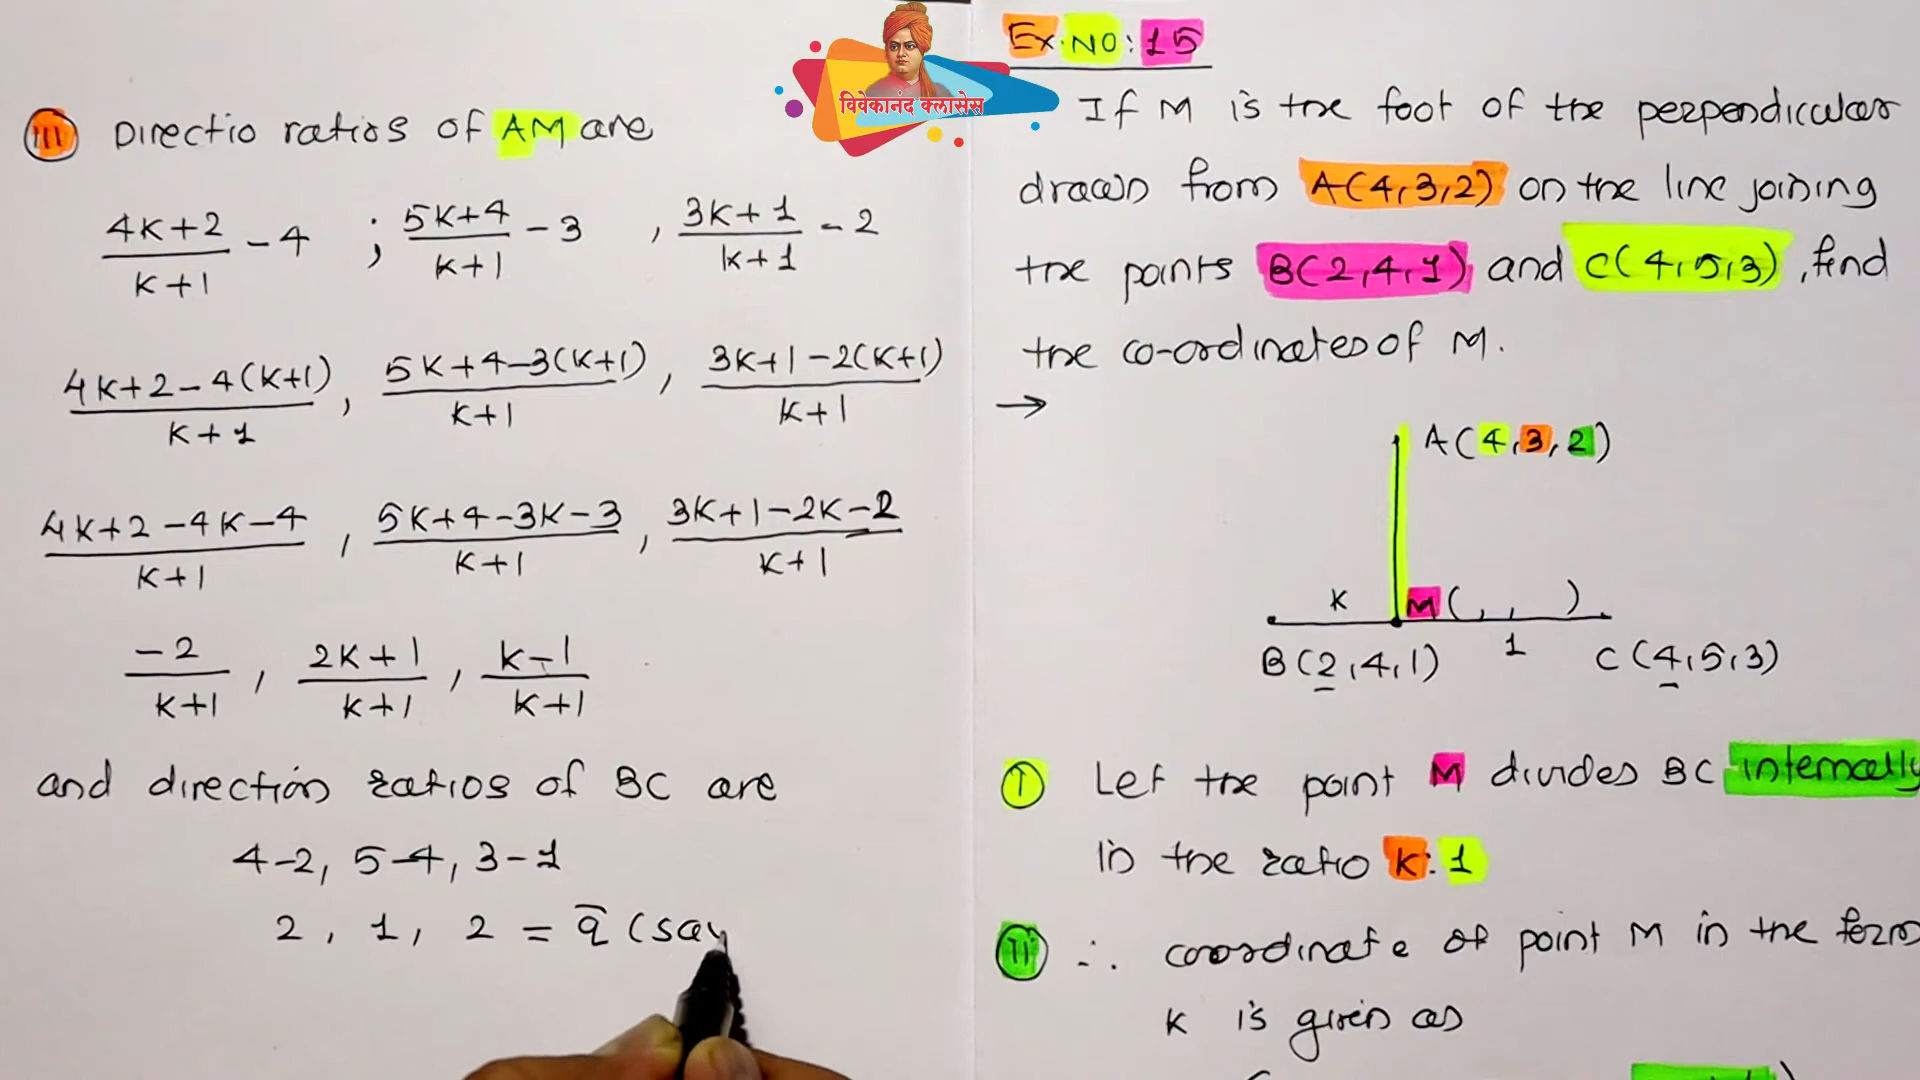 विवेकानंद क्लासेस
III Directio ratios of AM are
4k+2/k+1 - 4 ; 5k+4/k+1 - 3 , 3k+1/k+1 - 2
4k+2-4(k+1)/k+1 , 5k+4-3(k+1)/k+1 , 3k+1-2(k+1)/k+1
4k+2-4k-4/k+1 , 5k+4-3k-3/k+1 , 3k+1-2k-2/k+1
-2/k+1 , 2k+1/k+1 , k-1/k+1
and direction ratios of BC are
4-2, 5-4, 3-1
2 , 1, 2 = q̄ (say
Ex.NO: 15
If M is the foot of the perpendicular
drawn from A(4,3,2) on the line joining
the points B(2,4,1) and C(4,5,3), find
the co-ordinates of M.
→
A(4,3,2)
K M( , , )
B(2,4,1) 1 C(4,5,3)
I Let the point M divides BC internally
in the ratio k:1
II ∴ coordinate of point M in the form
K is given as